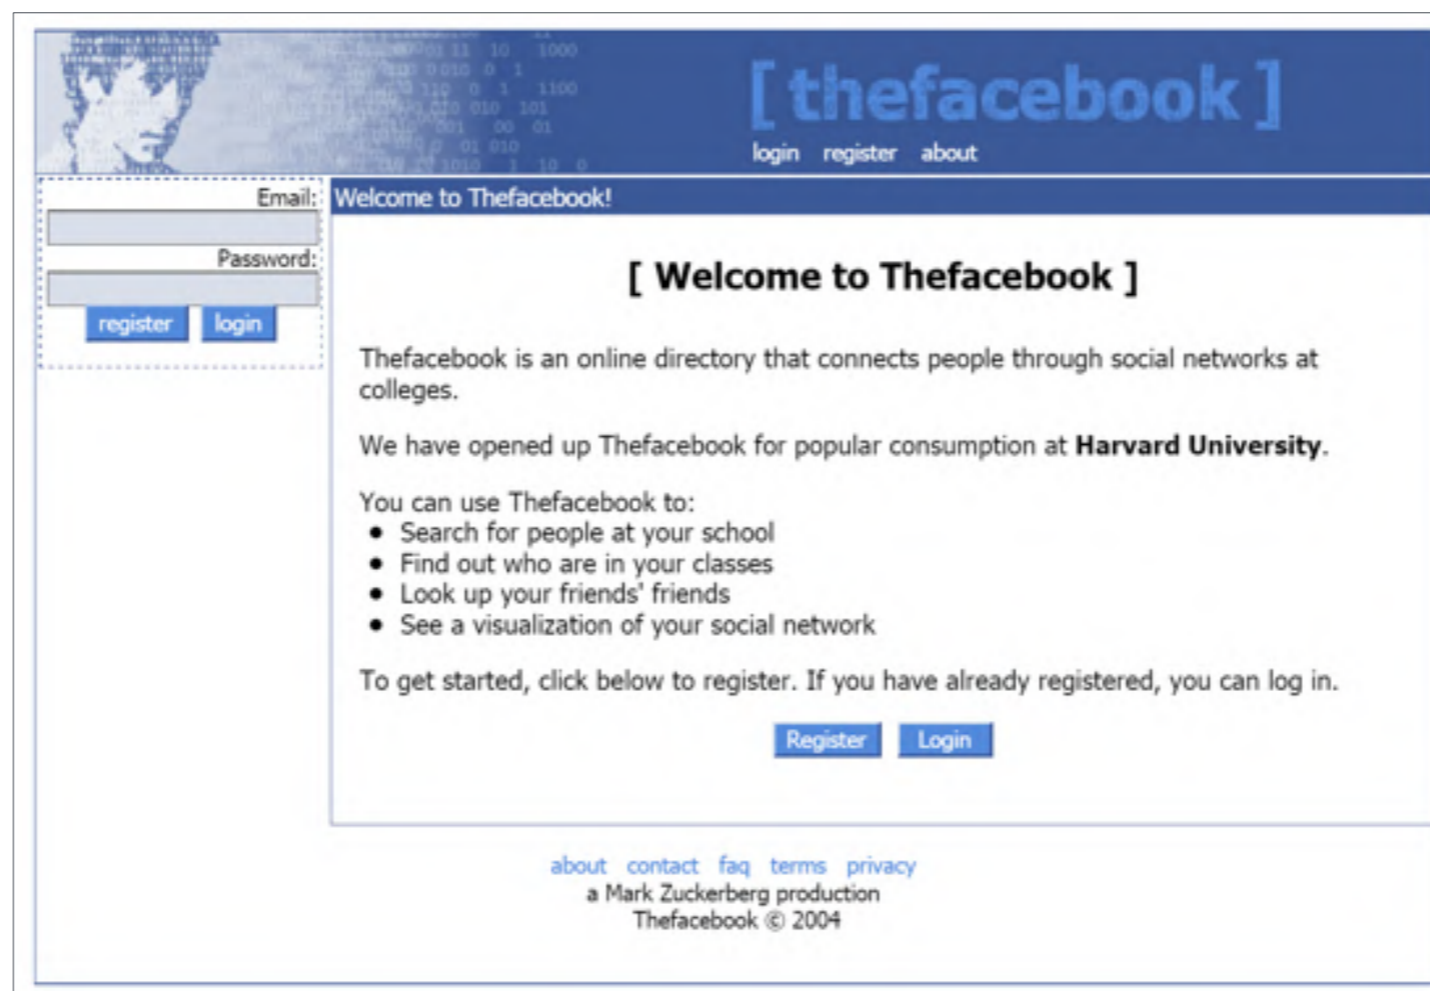 [ thefacebook ]
login register about
Email:
Password:
register login
Welcome to Thefacebook!
[ Welcome to Thefacebook ]
Thefacebook is an online directory that connects people through social networks at
colleges.
We have opened up Thefacebook for popular consumption at Harvard University.
You can use Thefacebook to:
• Search for people at your school
• Find out who are in your classes
• Look up your friends' friends
• See a visualization of your social network
To get started, click below to register. If you have already registered, you can log in.
Register Login
about contact faq terms privacy
a Mark Zuckerberg production
Thefacebook © 2004